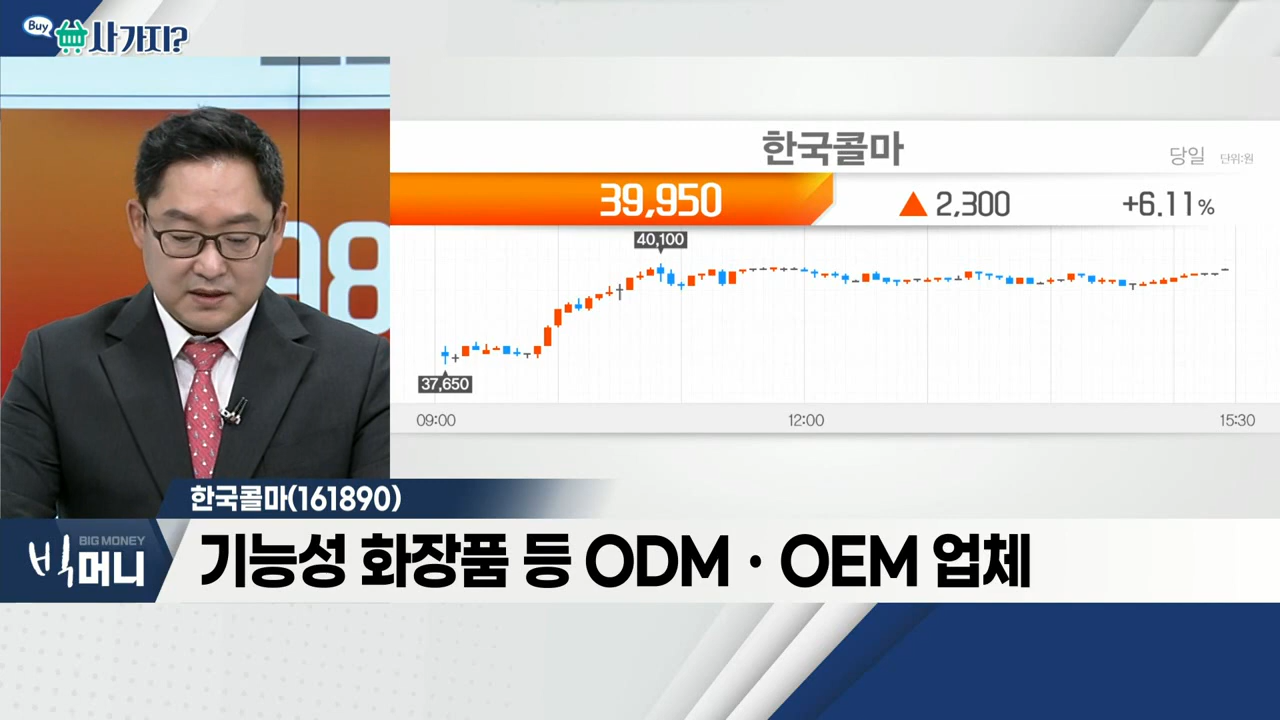 Buy
사가지?
98
한국콜마
당일 단위:원
39,950 ▲ 2,300 +6.11%
40,100
37,650
09:00 12:00 15:30
한국콜마(161890)
BIG MONEY
빅머니
기능성 화장품 등 ODM · OEM 업체